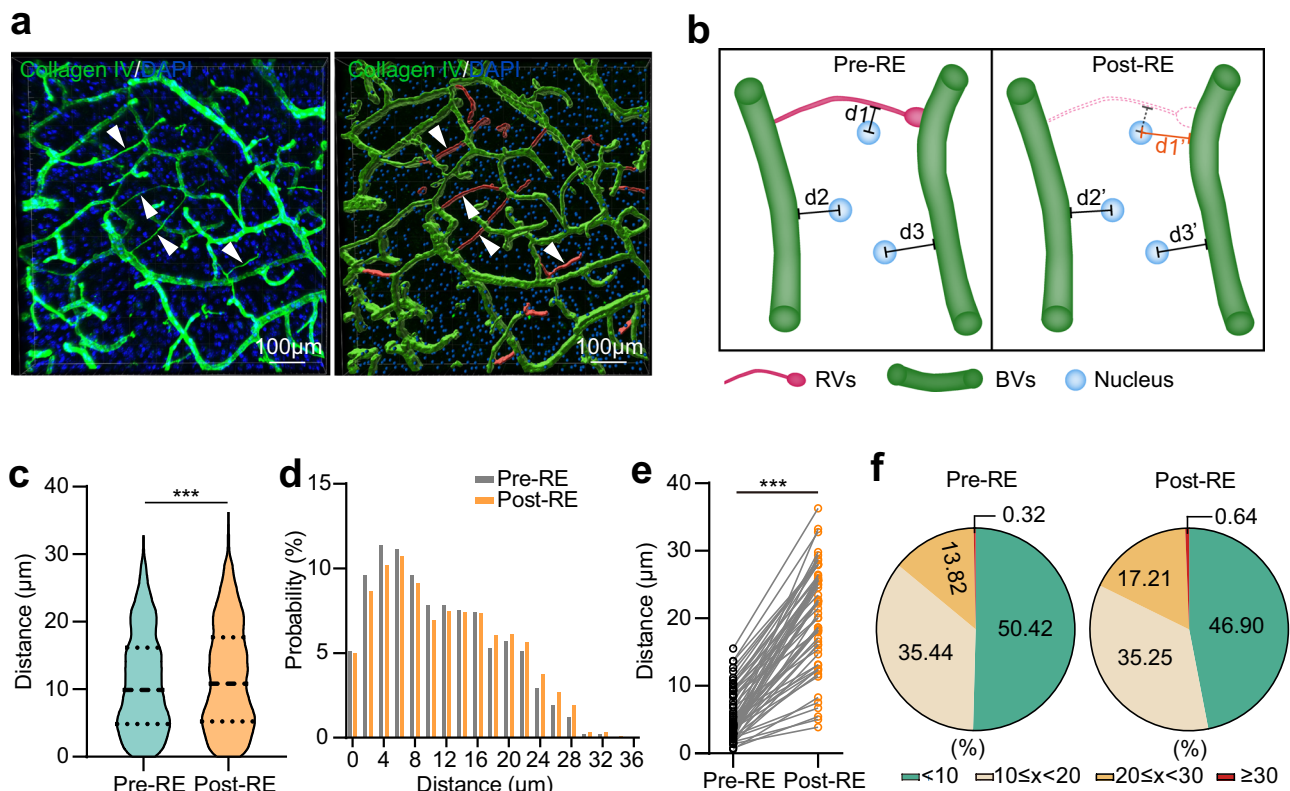 a
Collagen IV/DAPI
100μm
Collagen IV/DAPI
100μm
b
Pre-RE
d1
d2
d3
Post-RE
d1'
d2'
d3'
RVs
BVs
Nucleus
c
Distance (μm)
40
30
20
10
0
***
Pre-RE Post-RE
d
Probability (%)
15
10
5
0
Pre-RE
Post-RE
0 4 8 12 16 20 24 28 32 36
Distance (um)
e
Distance (μm)
40
30
20
10
0
***
Pre-RE Post-RE
f
Pre-RE
0.32
13.82
35.44
50.42
(%)
Post-RE
0.64
17.21
35.25
46.90
(%)
<10 10≤x<20 20≤x<30 ≥30